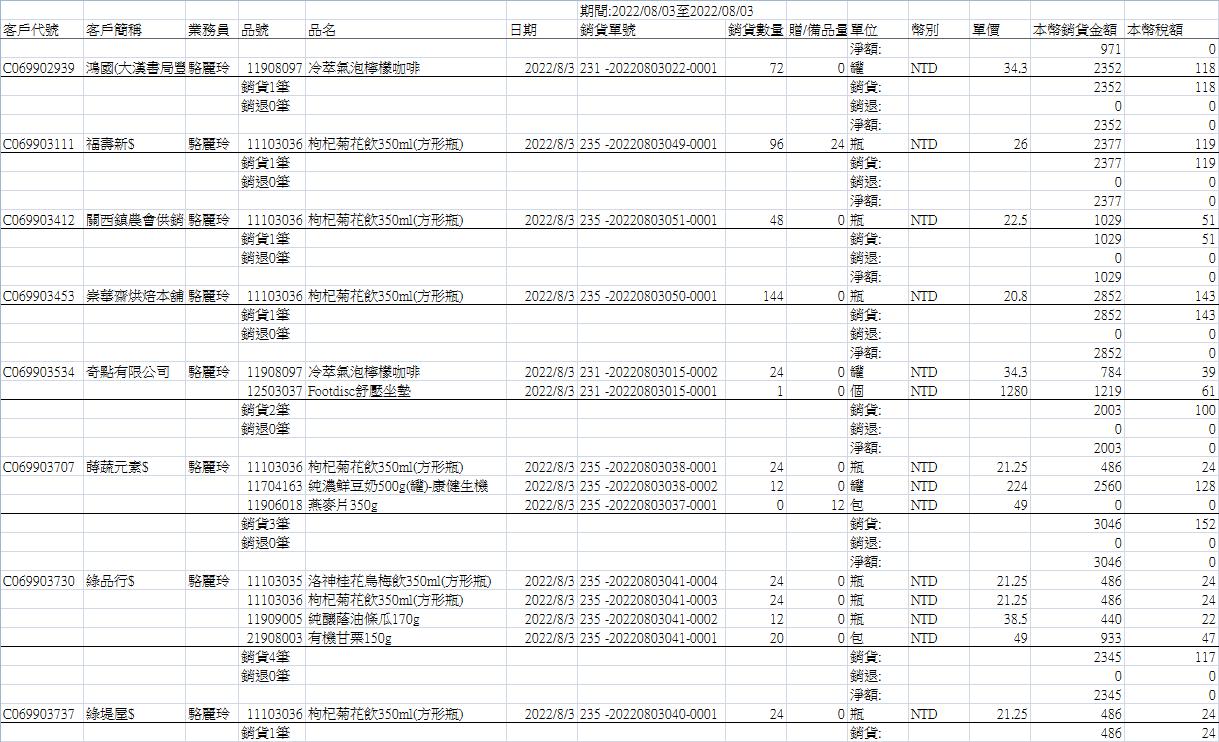 期間:2022/08/03至2022/08/03
客戶代號 客戶簡稱 業務員 品號 品名 日期 銷貨單號 銷貨數量 贈/備品量 單位 幣別 單價 本幣銷貨金額 本幣稅額
淨額: 971 0
C069902939 鴻國(大漢書局豐 駱麗玲 11908097 冷萃氣泡檸檬咖啡 2022/8/3 231 -20220803022-0001 72 0 罐 NTD 34.3 2352 118
銷貨1筆 銷貨: 2352 118
銷退0筆 銷退: 0 0
淨額: 2352 0
C069903111 福壽新$ 駱麗玲 11103036 枸杞菊花飲350ml(方形瓶) 2022/8/3 235 -20220803049-0001 96 24 瓶 NTD 26 2377 119
銷貨1筆 銷貨: 2377 119
銷退0筆 銷退: 0 0
淨額: 2377 0
C069903412 關西鎮農會供銷 駱麗玲 11103036 枸杞菊花飲350ml(方形瓶) 2022/8/3 235 -20220803051-0001 48 0 瓶 NTD 22.5 1029 51
銷貨1筆 銷貨: 1029 51
銷退0筆 銷退: 0 0
淨額: 1029 0
C069903453 崇華齋烘焙本舖 駱麗玲 11103036 枸杞菊花飲350ml(方形瓶) 2022/8/3 235 -20220803050-0001 144 0 瓶 NTD 20.8 2852 143
銷貨1筆 銷貨: 2852 143
銷退0筆 銷退: 0 0
淨額: 2852 0
C069903534 奇點有限公司 駱麗玲 11908097 冷萃氣泡檸檬咖啡 2022/8/3 231 -20220803015-0002 24 0 罐 NTD 34.3 784 39
12503037 Footdisc舒壓坐墊 2022/8/3 231 -20220803015-0001 1 0 個 NTD 1280 1219 61
銷貨2筆 銷貨: 2003 100
銷退0筆 銷退: 0 0
淨額: 2003 0
C069903707 蒔蔬元素$ 駱麗玲 11103036 枸杞菊花飲350ml(方形瓶) 2022/8/3 235 -20220803038-0001 24 0 瓶 NTD 21.25 486 24
11704163 純濃鮮豆奶500g(罐)-康健生機 2022/8/3 235 -20220803038-0002 12 0 罐 NTD 224 2560 128
11906018 燕麥片350g 2022/8/3 235 -20220803037-0001 0 12 包 NTD 49 0 0
銷貨3筆 銷貨: 3046 152
銷退0筆 銷退: 0 0
淨額: 3046 0
C069903730 綠品行$ 駱麗玲 11103035 洛神桂花烏梅飲350ml(方形瓶) 2022/8/3 235 -20220803041-0004 24 0 瓶 NTD 21.25 486 24
11103036 枸杞菊花飲350ml(方形瓶) 2022/8/3 235 -20220803041-0003 24 0 瓶 NTD 21.25 486 24
11909005 純釀蔭油條瓜170g 2022/8/3 235 -20220803041-0002 12 0 瓶 NTD 38.5 440 22
21908003 有機甘栗150g 2022/8/3 235 -20220803041-0001 20 0 包 NTD 49 933 47
銷貨4筆 銷貨: 2345 117
銷退0筆 銷退: 0 0
淨額: 2345 0
C069903737 綠堤屋$ 駱麗玲 11103036 枸杞菊花飲350ml(方形瓶) 2022/8/3 235 -20220803040-0001 24 0 瓶 NTD 21.25 486 24
銷貨1筆 銷貨: 486 24